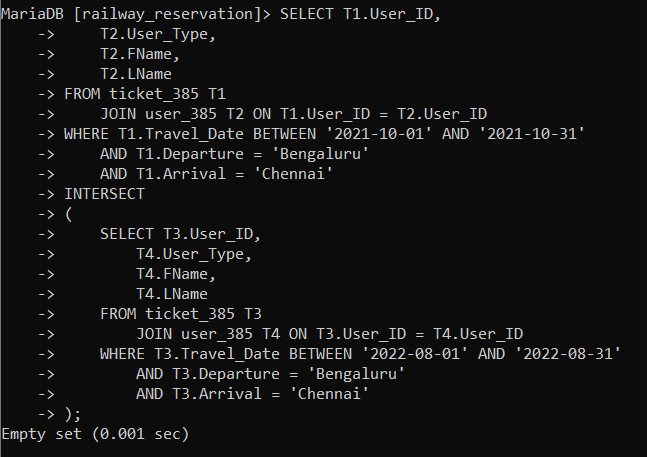 MariaDB [railway_reservation]> SELECT T1.User_ID,
    ->     T2.User_Type,
    ->     T2.FName,
    ->     T2.LName
    -> FROM ticket_385 T1
    ->     JOIN user_385 T2 ON T1.User_ID = T2.User_ID
    -> WHERE T1.Travel_Date BETWEEN '2021-10-01' AND '2021-10-31'
    ->     AND T1.Departure = 'Bengaluru'
    ->     AND T1.Arrival = 'Chennai'
    -> INTERSECT
    -> (
    ->     SELECT T3.User_ID,
    ->         T4.User_Type,
    ->         T4.FName,
    ->         T4.LName
    ->     FROM ticket_385 T3
    ->         JOIN user_385 T4 ON T3.User_ID = T4.User_ID
    ->     WHERE T3.Travel_Date BETWEEN '2022-08-01' AND '2022-08-31'
    ->         AND T3.Departure = 'Bengaluru'
    ->         AND T3.Arrival = 'Chennai'
    -> );
Empty set (0.001 sec)